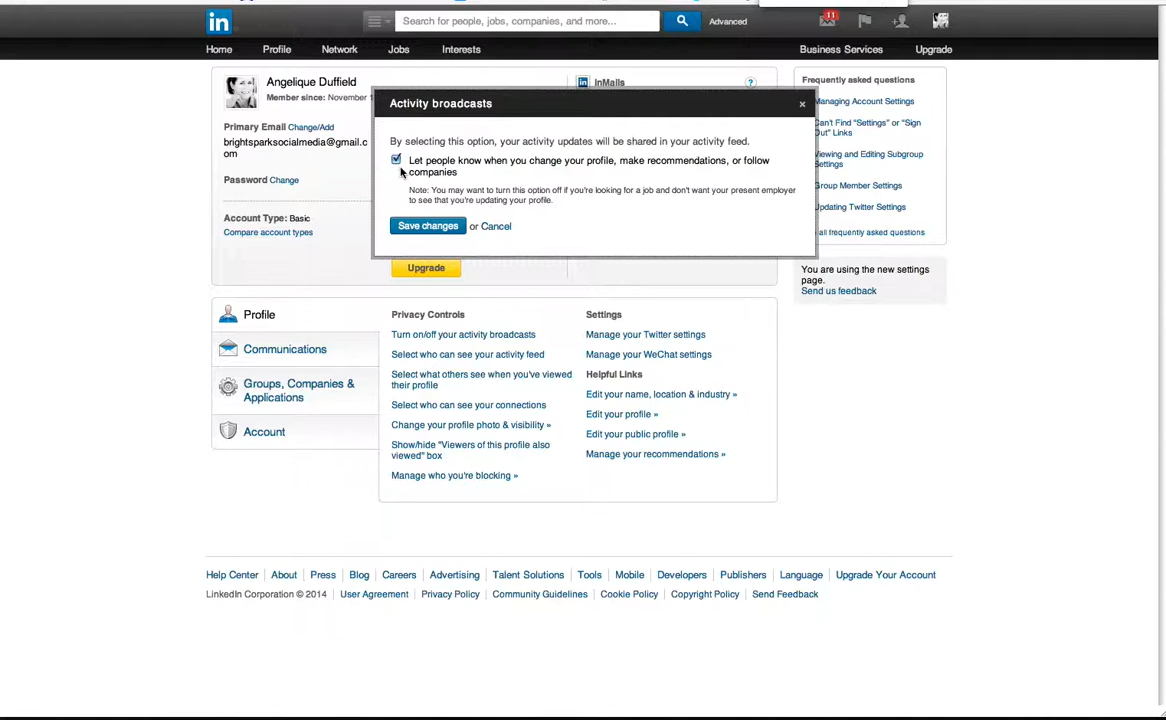 in
Search for people, jobs, companies, and more...
Advanced
11
Home Profile Network Jobs Interests Business Services Upgrade
Angelique Duffield
Member since: November 1
Primary Email Change/Add
brightsparksocialmedia@gmail.c
om
Password Change
Account Type: Basic
Compare account types
in InMails ?
Activity broadcasts ×
By selecting this option, your activity updates will be shared in your activity feed.
Let people know when you change your profile, make recommendations, or follow
companies
Note: You may want to turn this option off if you're looking for a job and don't want your present employer
to see that you're updating your profile.
Save changes or Cancel
Upgrade
Frequently asked questions
Managing Account Settings
Can't Find "Settings" or "Sign
Out" Links
Viewing and Editing Subgroup
Settings
Group Member Settings
Updating Twitter Settings
all frequently asked questions
You are using the new settings
page.
Send us feedback
Profile
Communications
Groups, Companies &
Applications
Account
Privacy Controls
Turn on/off your activity broadcasts
Select who can see your activity feed
Select what others see when you've viewed
their profile
Select who can see your connections
Change your profile photo & visibility »
Show/hide "Viewers of this profile also
viewed" box
Manage who you're blocking »
Settings
Manage your Twitter settings
Manage your WeChat settings
Helpful Links
Edit your name, location & industry »
Edit your profile »
Edit your public profile »
Manage your recommendations »
Help Center About Press Blog Careers Advertising Talent Solutions Tools Mobile Developers Publishers Language Upgrade Your Account
LinkedIn Corporation © 2014 User Agreement Privacy Policy Community Guidelines Cookie Policy Copyright Policy Send Feedback